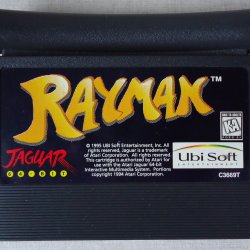 RAYMAN™
JAGUAR
64-BIT
© 1995 Ubi Soft Entertainment, Inc. All
rights reserved, Jaguar is a trademark
of Atari Corporation. All rights reserved.
This cartridge is authorized by Atari
for use with the Atari Jaguar 64-bit
Interactive Multimedia System. Portions
copyright 1994 Atari Corporation.
K-A
Ubi Soft
Entertainment
C3669T